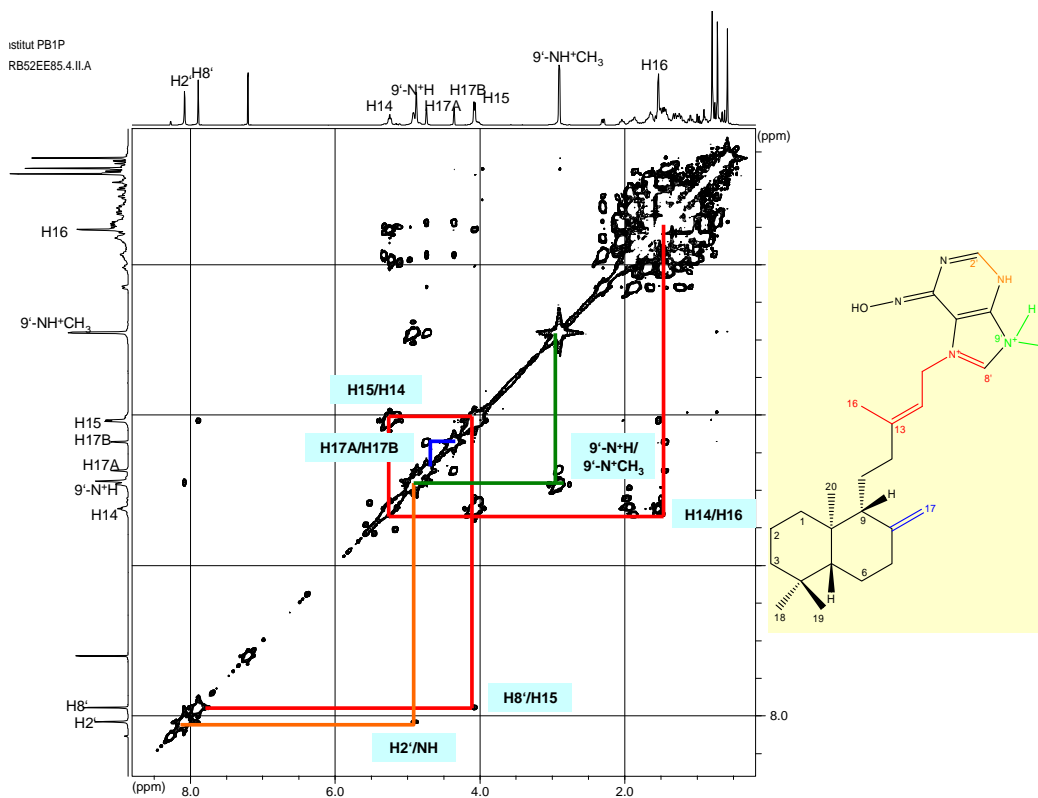 ıstitut PB1P
RB52EE85.4.II.A
H2‘
H8‘
H14
9‘-N⁺H
H17A
H17B
H15
9‘-NH⁺CH₃
H16
(ppm)
H16
9‘-NH⁺CH₃
H15
H17B
H17A
9‘-N⁺H
H14
H8‘
H2‘
H15/H14
H17A/H17B
9‘-N⁺H/
9‘-N⁺CH₃
H14/H16
H8‘/H15
H2‘/NH
8.0
(ppm)
8.0
6.0
4.0
2.0
N
2'
NH
HO
N
H
9
N⁺
N⁺
8'
16
13
20
H
17
1
9
2
3
6
H
18
19